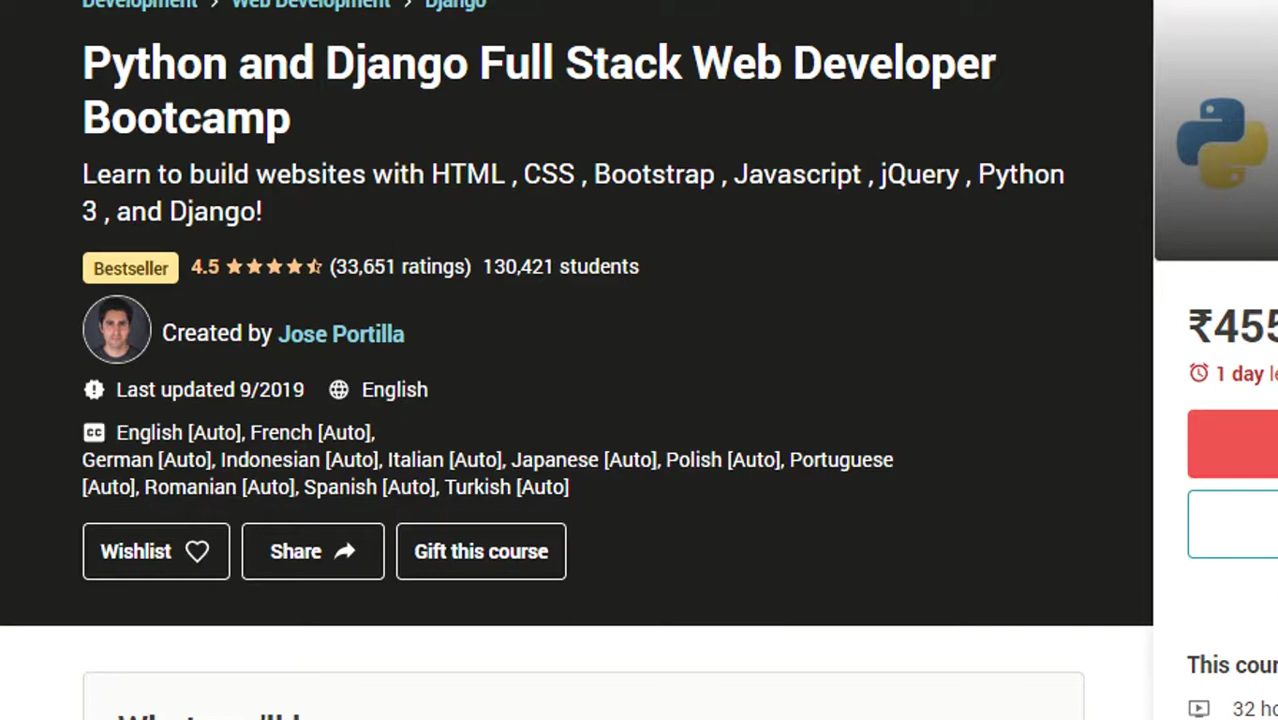 Development > Web Development > Django
Python and Django Full Stack Web Developer
Bootcamp
Learn to build websites with HTML , CSS , Bootstrap , Javascript , jQuery , Python
3 , and Django!
Bestseller 4.5 (33,651 ratings) 130,421 students
Created by Jose Portilla
Last updated 9/2019 English
CC English [Auto], French [Auto],
German [Auto], Indonesian [Auto], Italian [Auto], Japanese [Auto], Polish [Auto], Portuguese
[Auto], Romanian [Auto], Spanish [Auto], Turkish [Auto]
Wishlist Share Gift this course
₹455
1 day
This
32